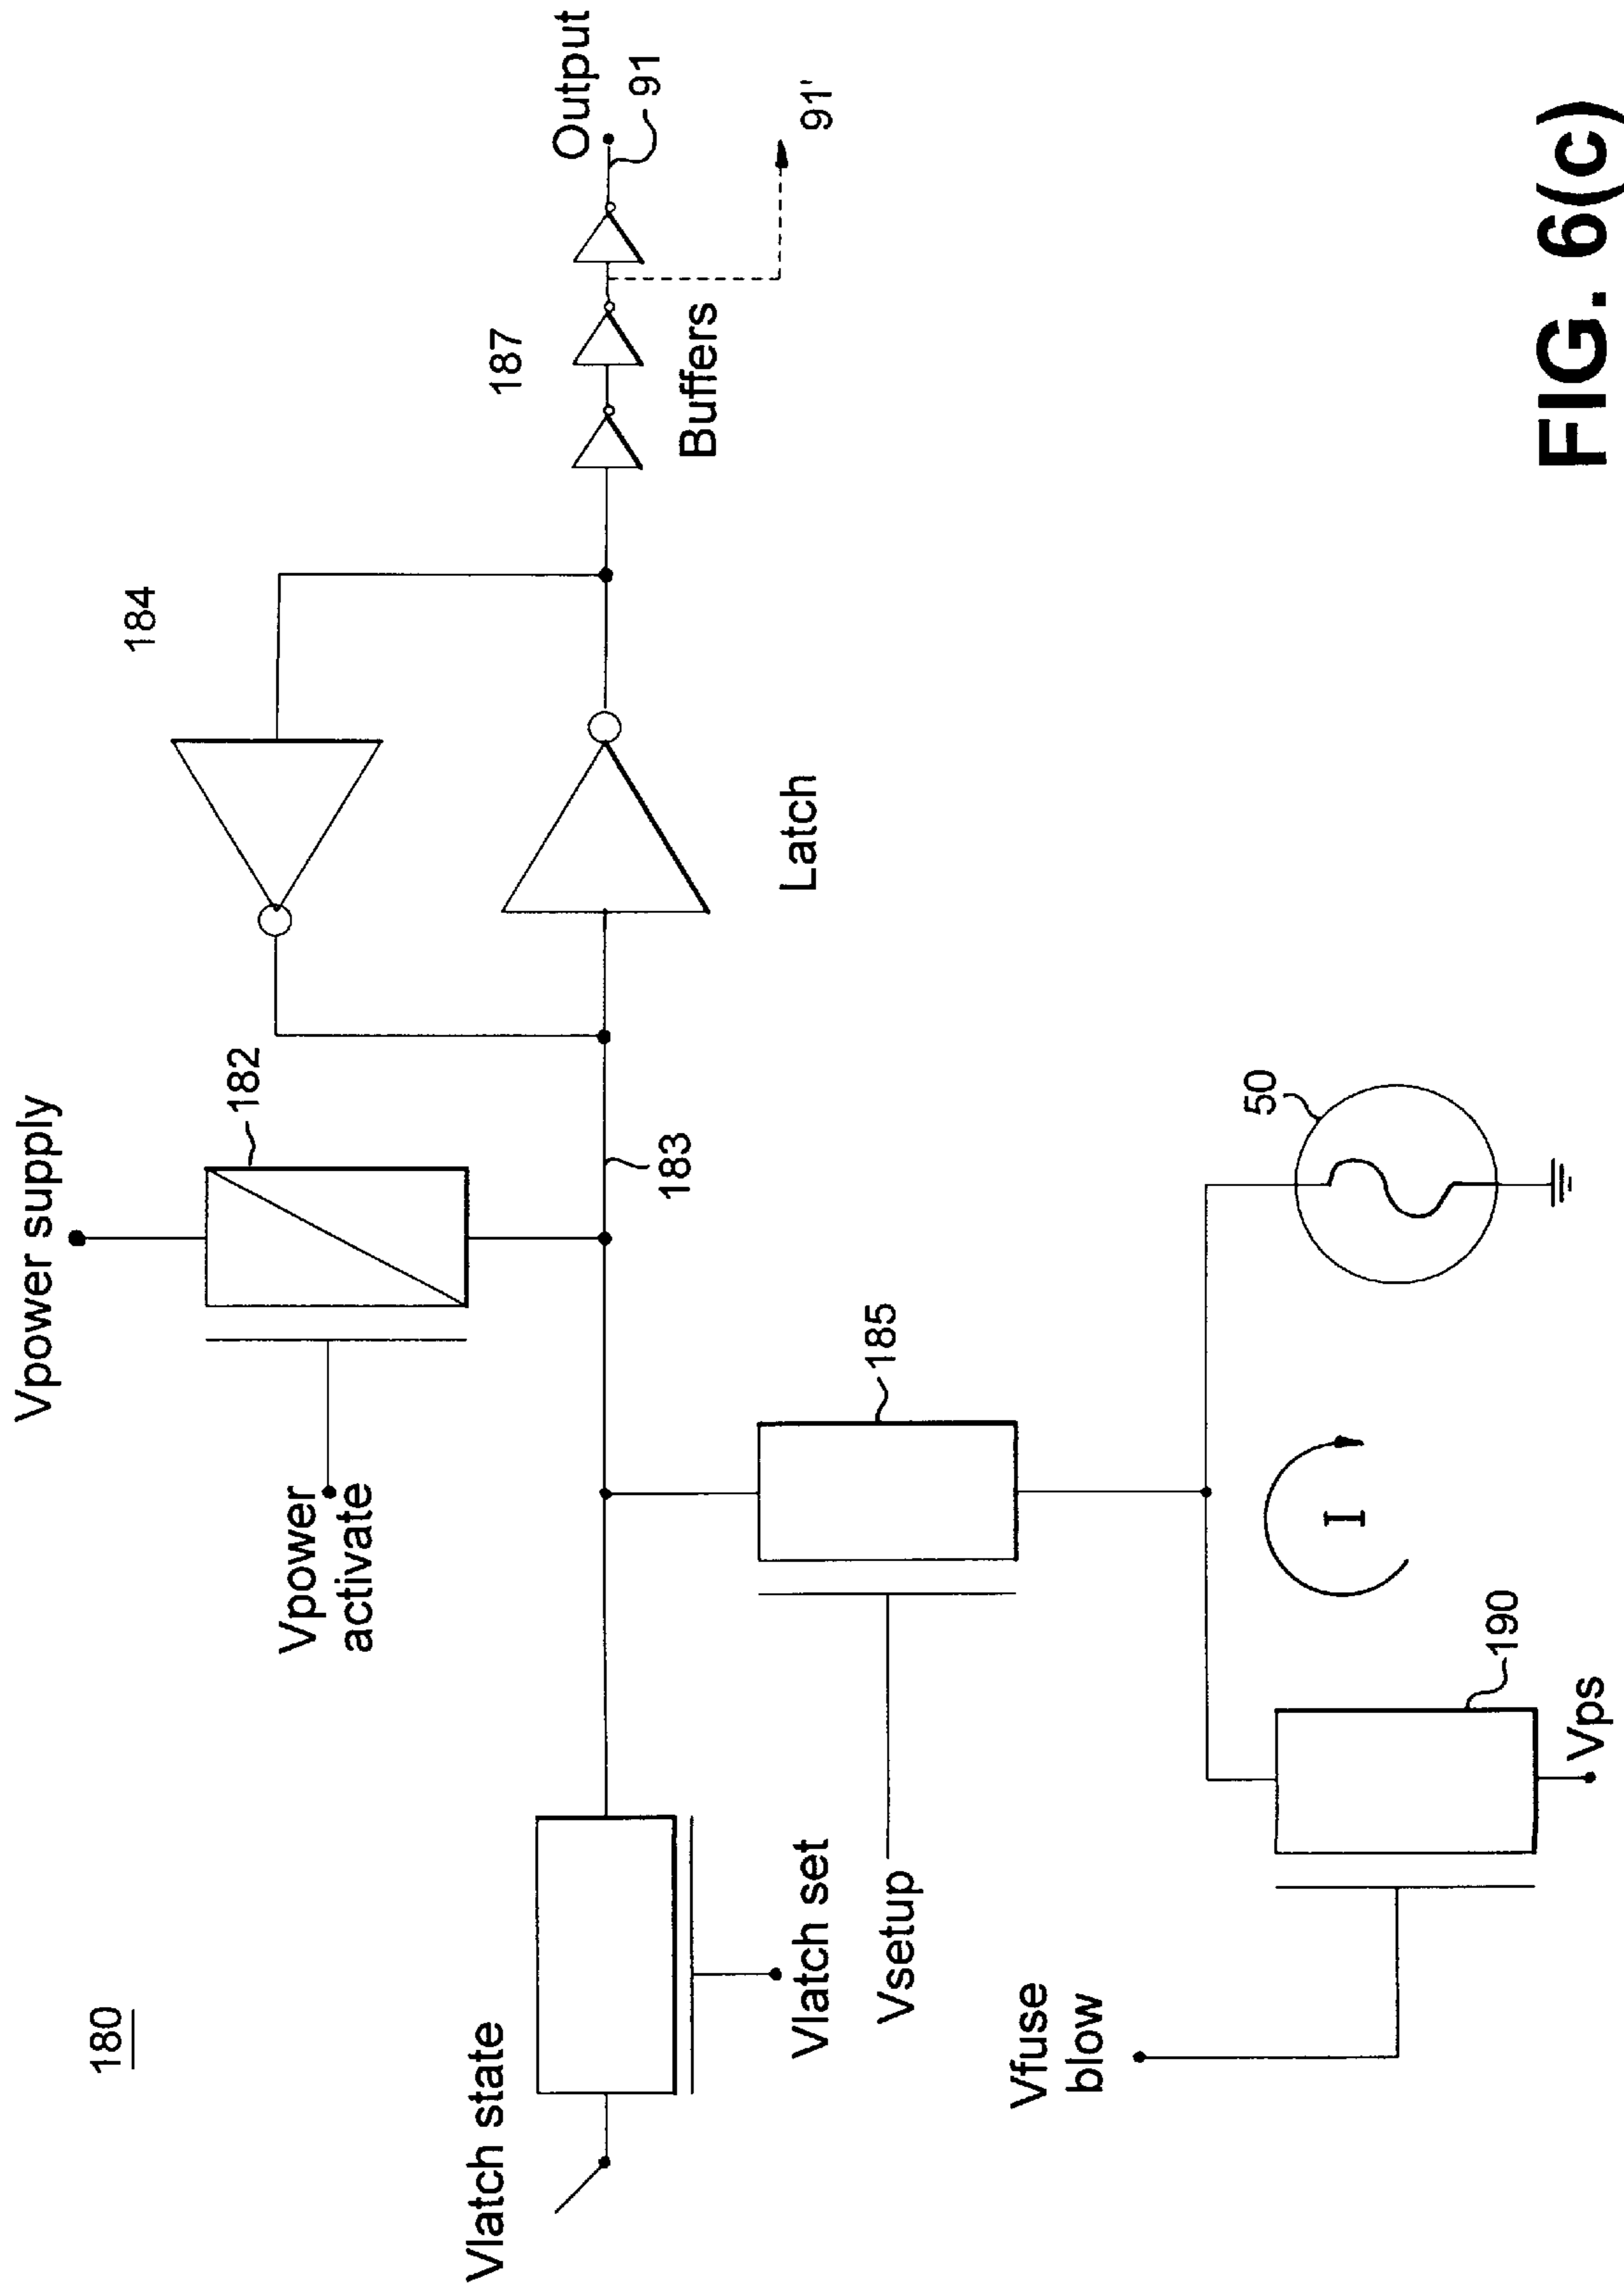 180
Vpower supply
182
Vpower
activate
184
183
Latch
187
Buffers
Output
91
91'
Vlatch state
Vlatch set
185
Vsetup
50
Vfuse
blow
I
190
Vps
FIG. 6(c)